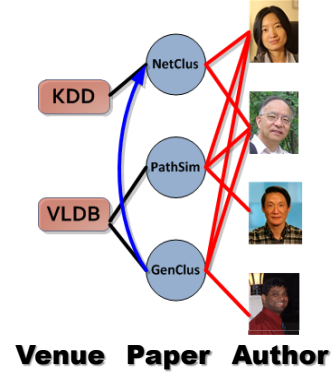 NetClus
KDD
PathSim
VLDB
GenClus
Venue Paper Author